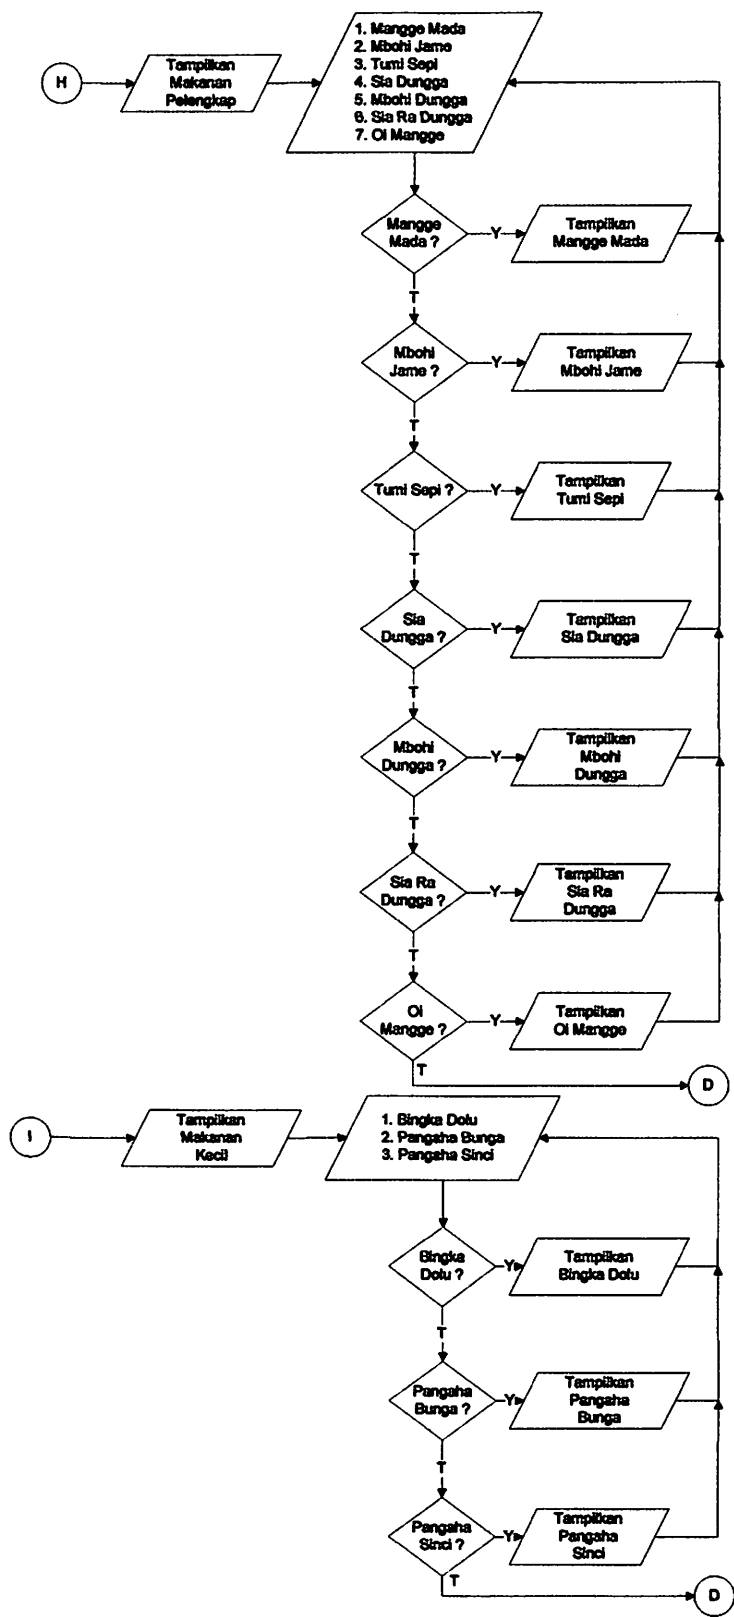 H
Tampilkan
Makanan
Pelengkap
1. Mangge Mada
2. Mbohi Jame
3. Tumi Sepi
4. Sia Dungga
5. Mbohi Dungga
6. Sia Ra Dungga
7. Oi Mangge
Mangge
Mada ?
Y
Tampilkan
Mangge Mada
T
Mbohi
Jame ?
Y
Tampilkan
Mbohi Jame
T
Tumi Sepi ?
Y
Tampilkan
Tumi Sepi
T
Sia
Dungga ?
Y
Tampilkan
Sia Dungga
T
Mbohi
Dungga ?
Y
Tampilkan
Mbohi
Dungga
T
Sia Ra
Dungga ?
Y
Tampilkan
Sia Ra
Dungga
T
Oi
Mangge ?
Y
Tampilkan
Oi Mangge
T
D
I
Tampilkan
Makanan
Kecil
1. Bingka Dolu
2. Pangaha Bunga
3. Pangaha Sinci
Bingka
Dolu ?
Y
Tampilkan
Bingka Dolu
T
Pangaha
Bunga ?
Y
Tampilkan
Pangaha
Bunga
T
Pangaha
Sinci ?
Y
Tampilkan
Pangaha
Sinci
T
D